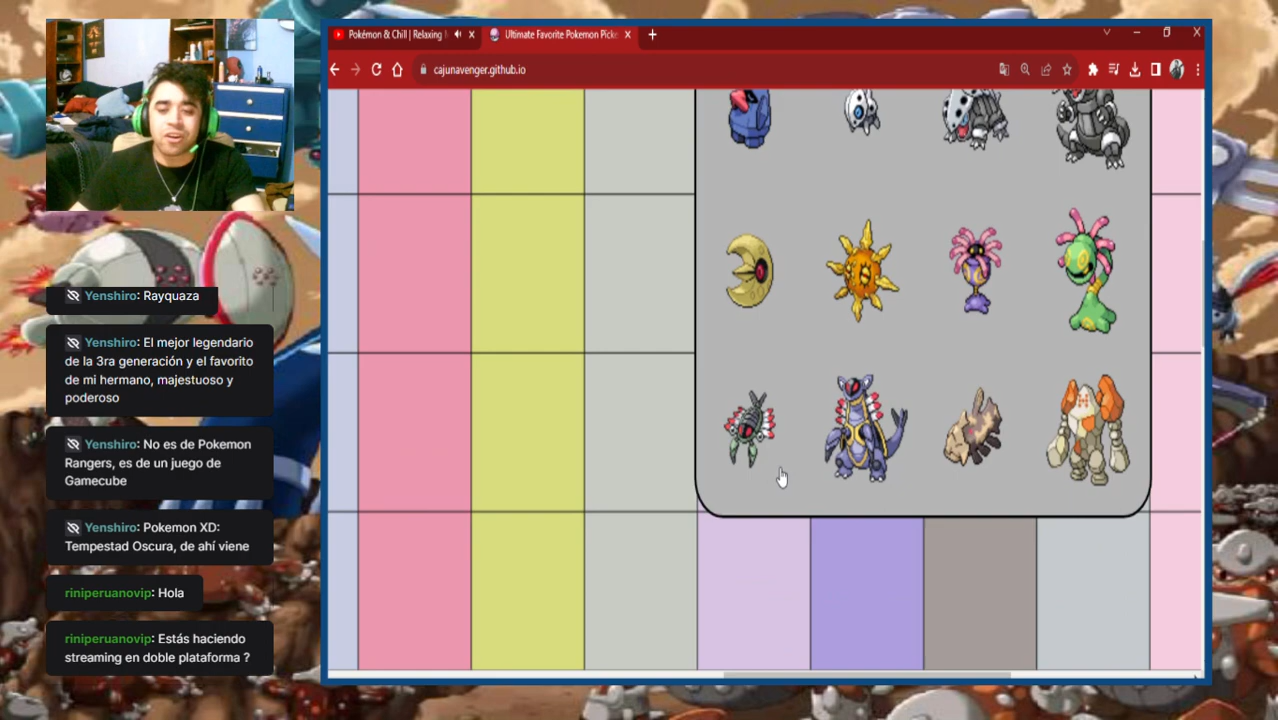 Pokémon & Chill | Relaxing
Ultimate Favorite Pokemon Picke
cajunavenger.github.io
Yenshiro: Rayquaza
Yenshiro: El mejor legendario
de la 3ra generación y el favorito
de mi hermano, majestuoso y
poderoso
Yenshiro: No es de Pokemon
Rangers, es de un juego de
Gamecube
Yenshiro: Pokemon XD:
Tempestad Oscura, de ahí viene
riniperuanovip: Hola
riniperuanovip: Estás haciendo
streaming en doble plataforma ?